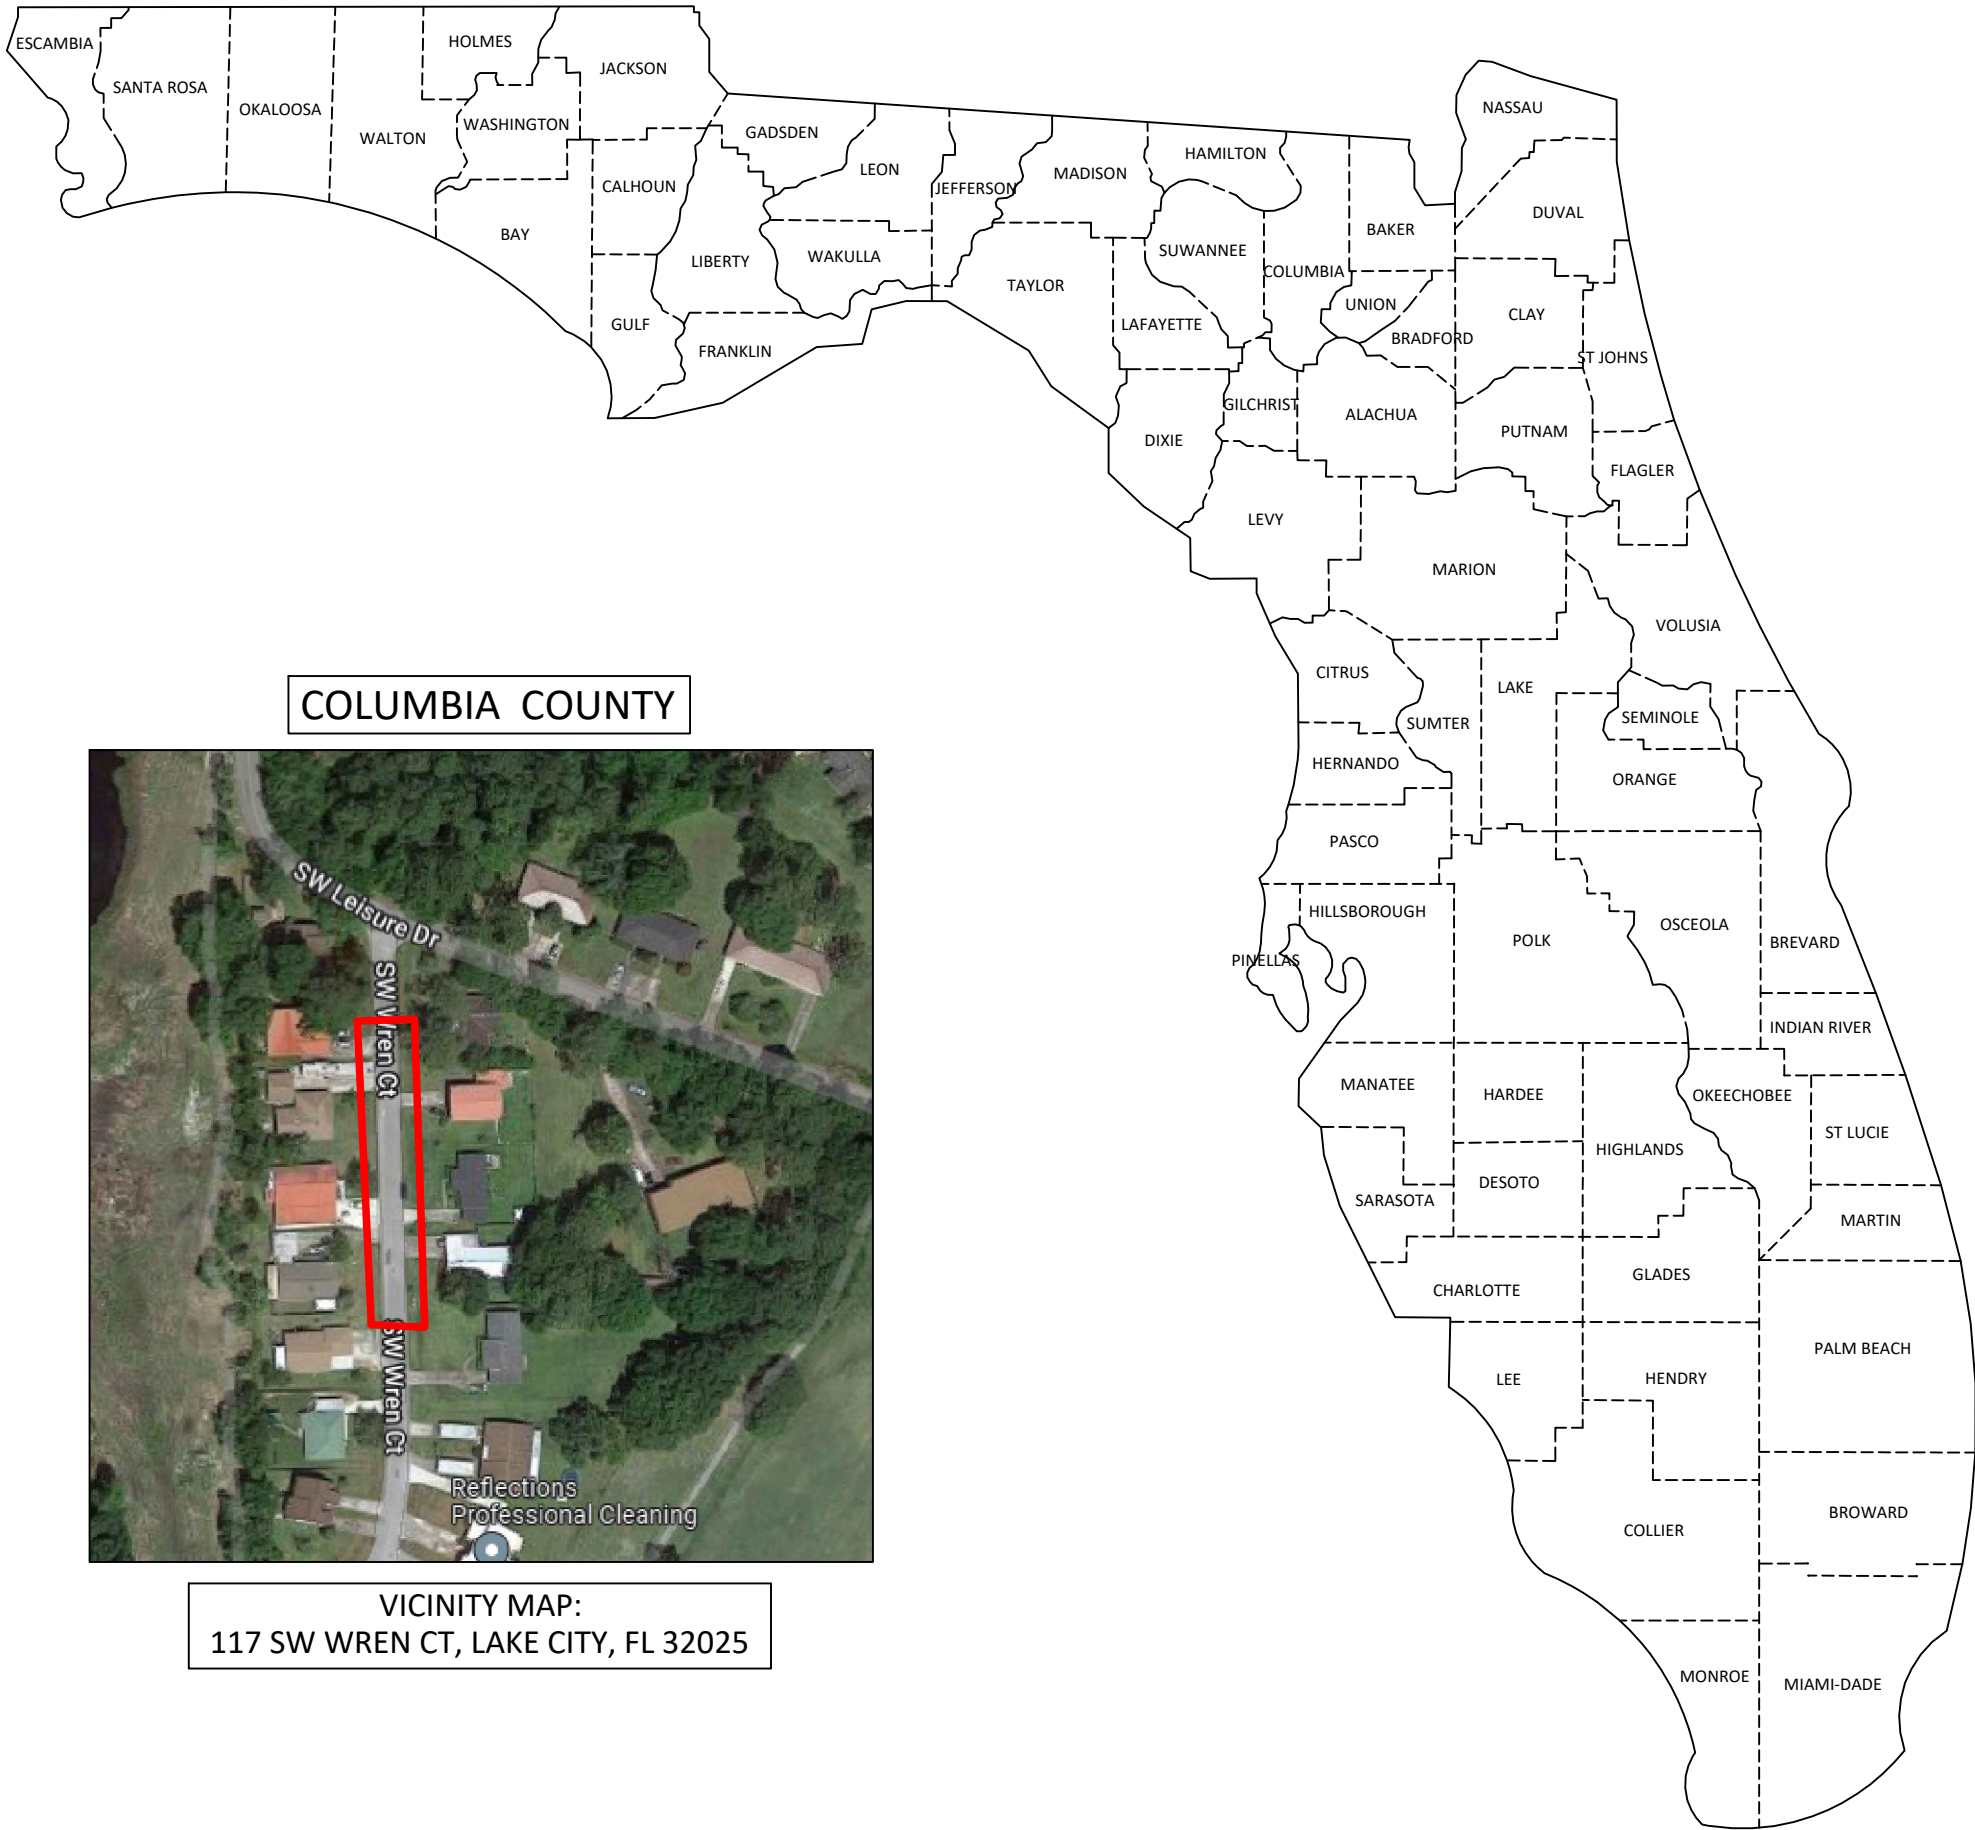 ESCAMBIA
SANTA ROSA
OKALOOSA
WALTON
HOLMES
WASHINGTON
JACKSON
BAY
CALHOUN
GULF
LIBERTY
GADSDEN
FRANKLIN
LEON
WAKULLA
JEFFERSON
MADISON
TAYLOR
HAMILTON
SUWANNEE
LAFAYETTE
COLUMBIA
BAKER
NASSAU
DUVAL
UNION
BRADFORD
CLAY
ST JOHNS
DIXIE
GILCHRIST
ALACHUA
PUTNAM
FLAGLER
LEVY
MARION
VOLUSIA
CITRUS
SUMTER
LAKE
SEMINOLE
HERNANDO
ORANGE
PASCO
HILLSBOROUGH
PINELLAS
POLK
OSCEOLA
BREVARD
INDIAN RIVER
MANATEE
HARDEE
OKEECHOBEE
ST LUCIE
HIGHLANDS
SARASOTA
DESOTO
MARTIN
CHARLOTTE
GLADES
PALM BEACH
LEE
HENDRY
COLLIER
BROWARD
MONROE
MIAMI-DADE
COLUMBIA COUNTY
SW Leisure Dr
SW Wren Ct
SW Wren Ct
Reflections
Professional Cleaning
VICINITY MAP:
117 SW WREN CT, LAKE CITY, FL 32025